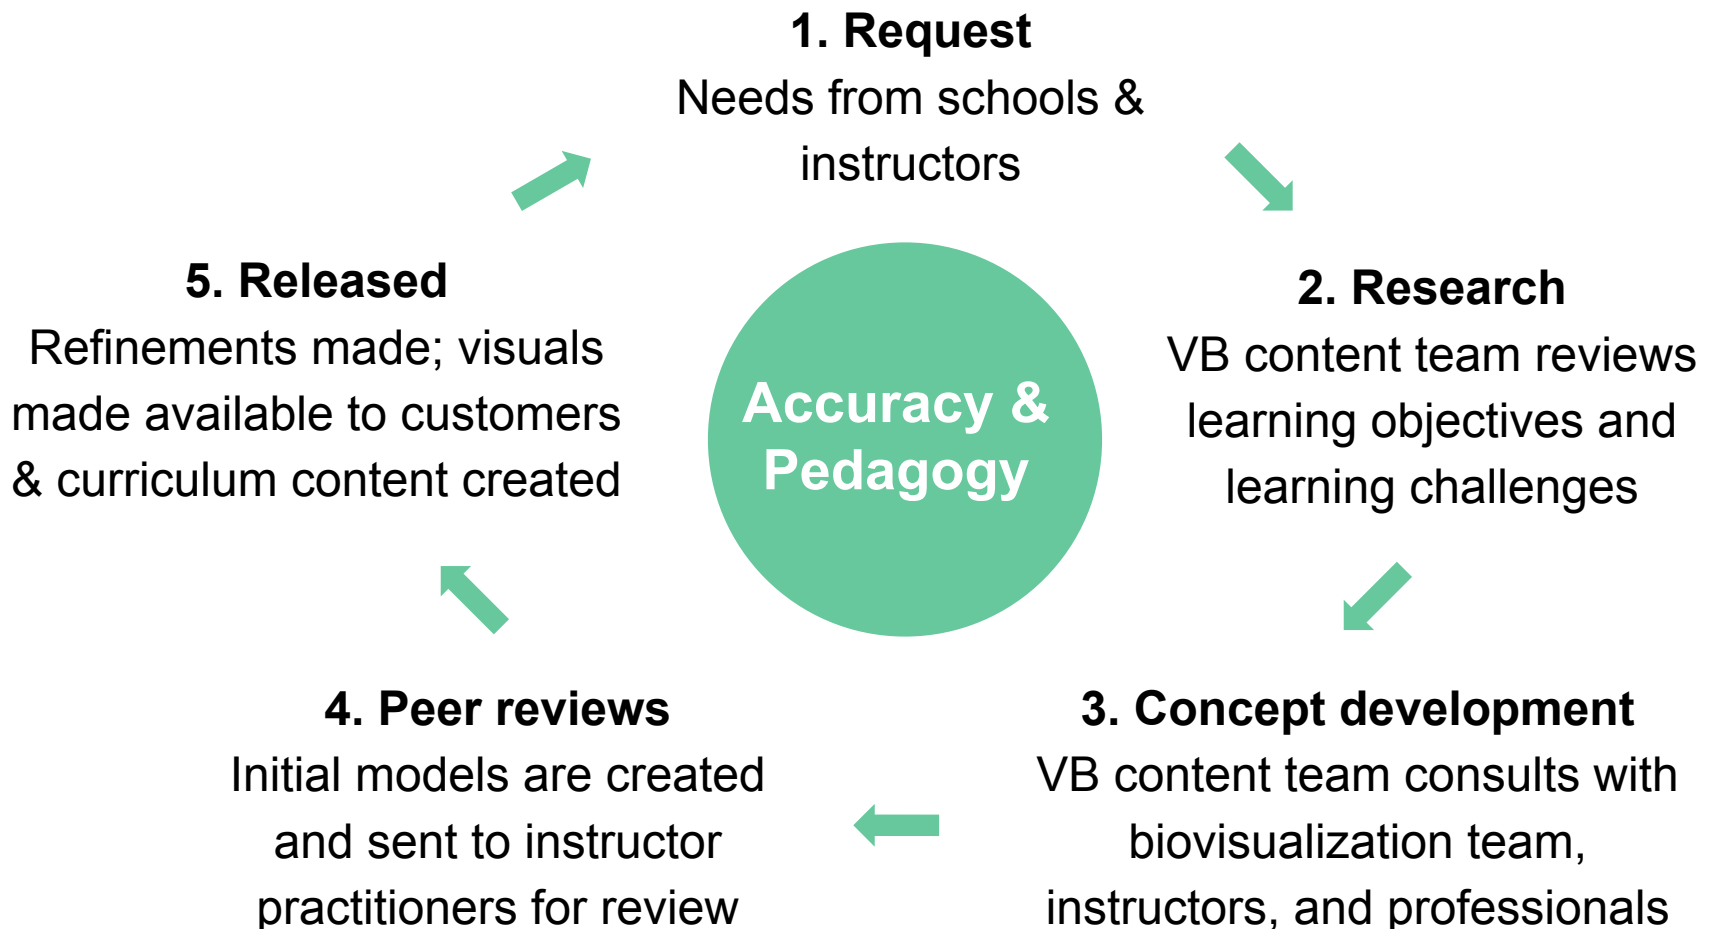 1. Request
Needs from schools &
instructors
2. Research
VB content team reviews
learning objectives and
learning challenges
3. Concept development
VB content team consults with
biovisualization team,
instructors, and professionals
4. Peer reviews
Initial models are created
and sent to instructor
practitioners for review
5. Released
Refinements made; visuals
made available to customers
& curriculum content created
Accuracy &
Pedagogy